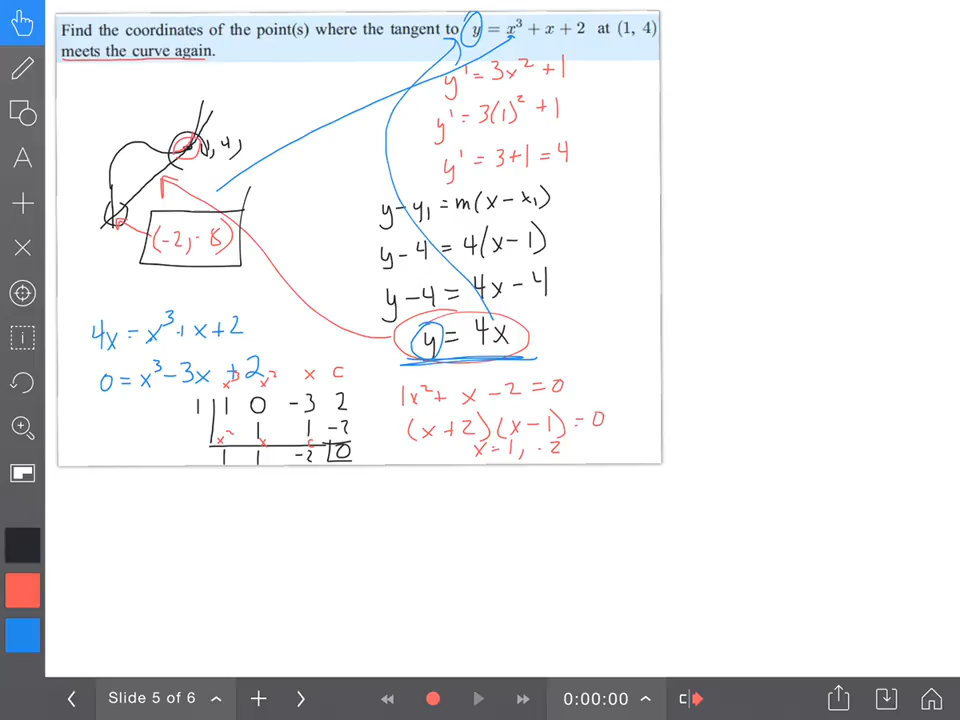 Find the coordinates of the point(s) where the tangent to y = x³ + x + 2 at (1, 4)
meets the curve again.
y' = 3x² + 1
y' = 3(1)² + 1
y' = 3+1 = 4
(1, 4)
y-y₁ = m(x-x₁)
(-2, -8)
y-4 = 4(x-1)
y-4 = 4x-4
y = 4x
4x = x³ + x + 2
0 = x³ - 3x + 2
x³ x² x c
1 1 0 -3 2
1 1 -2
x² x c
1 1 -2 0
1x² + x - 2 = 0
(x+2)(x-1) = 0
x=1, -2
A
Slide 5 of 6
0:00:00